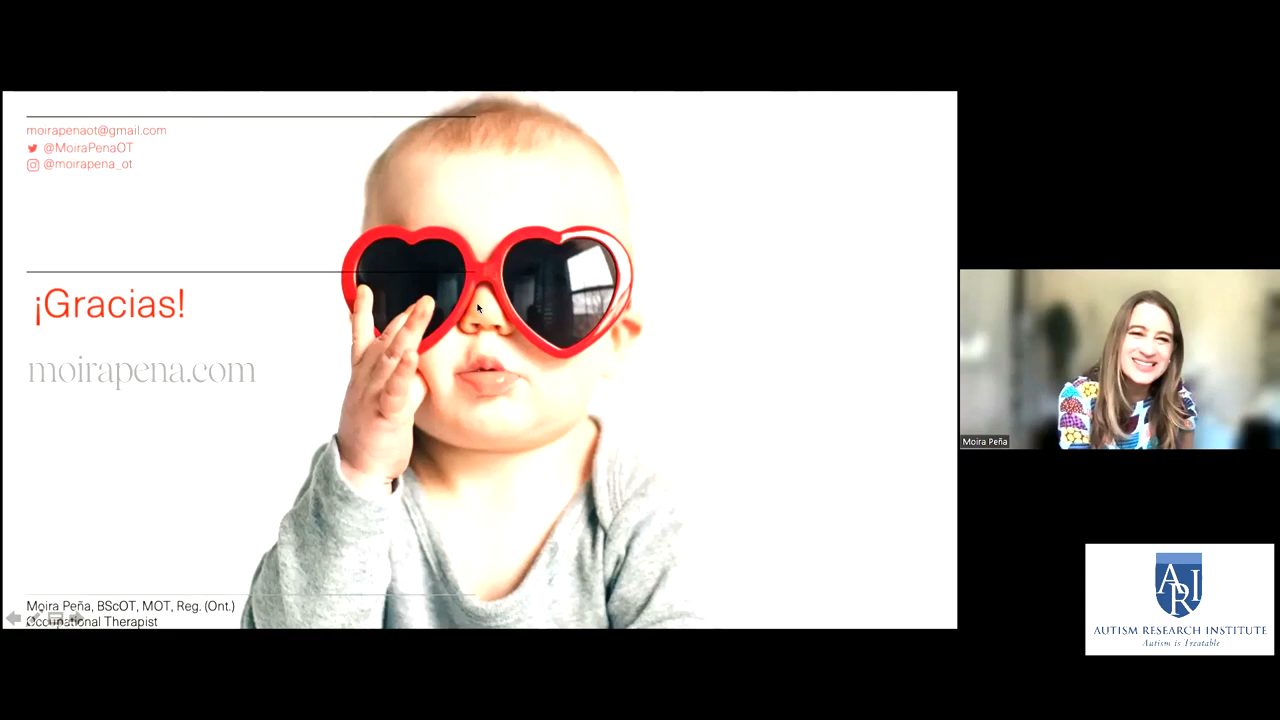 moirapenaot@gmail.com
@MoiraPenaOT
@moirapena_ot
¡Gracias!
moirapena.com
Moira Peña, BScOT, MOT, Reg. (Ont.)
Occupational Therapist
Moira Peña
ARI
AUTISM RESEARCH INSTITUTE
Autism is Treatable